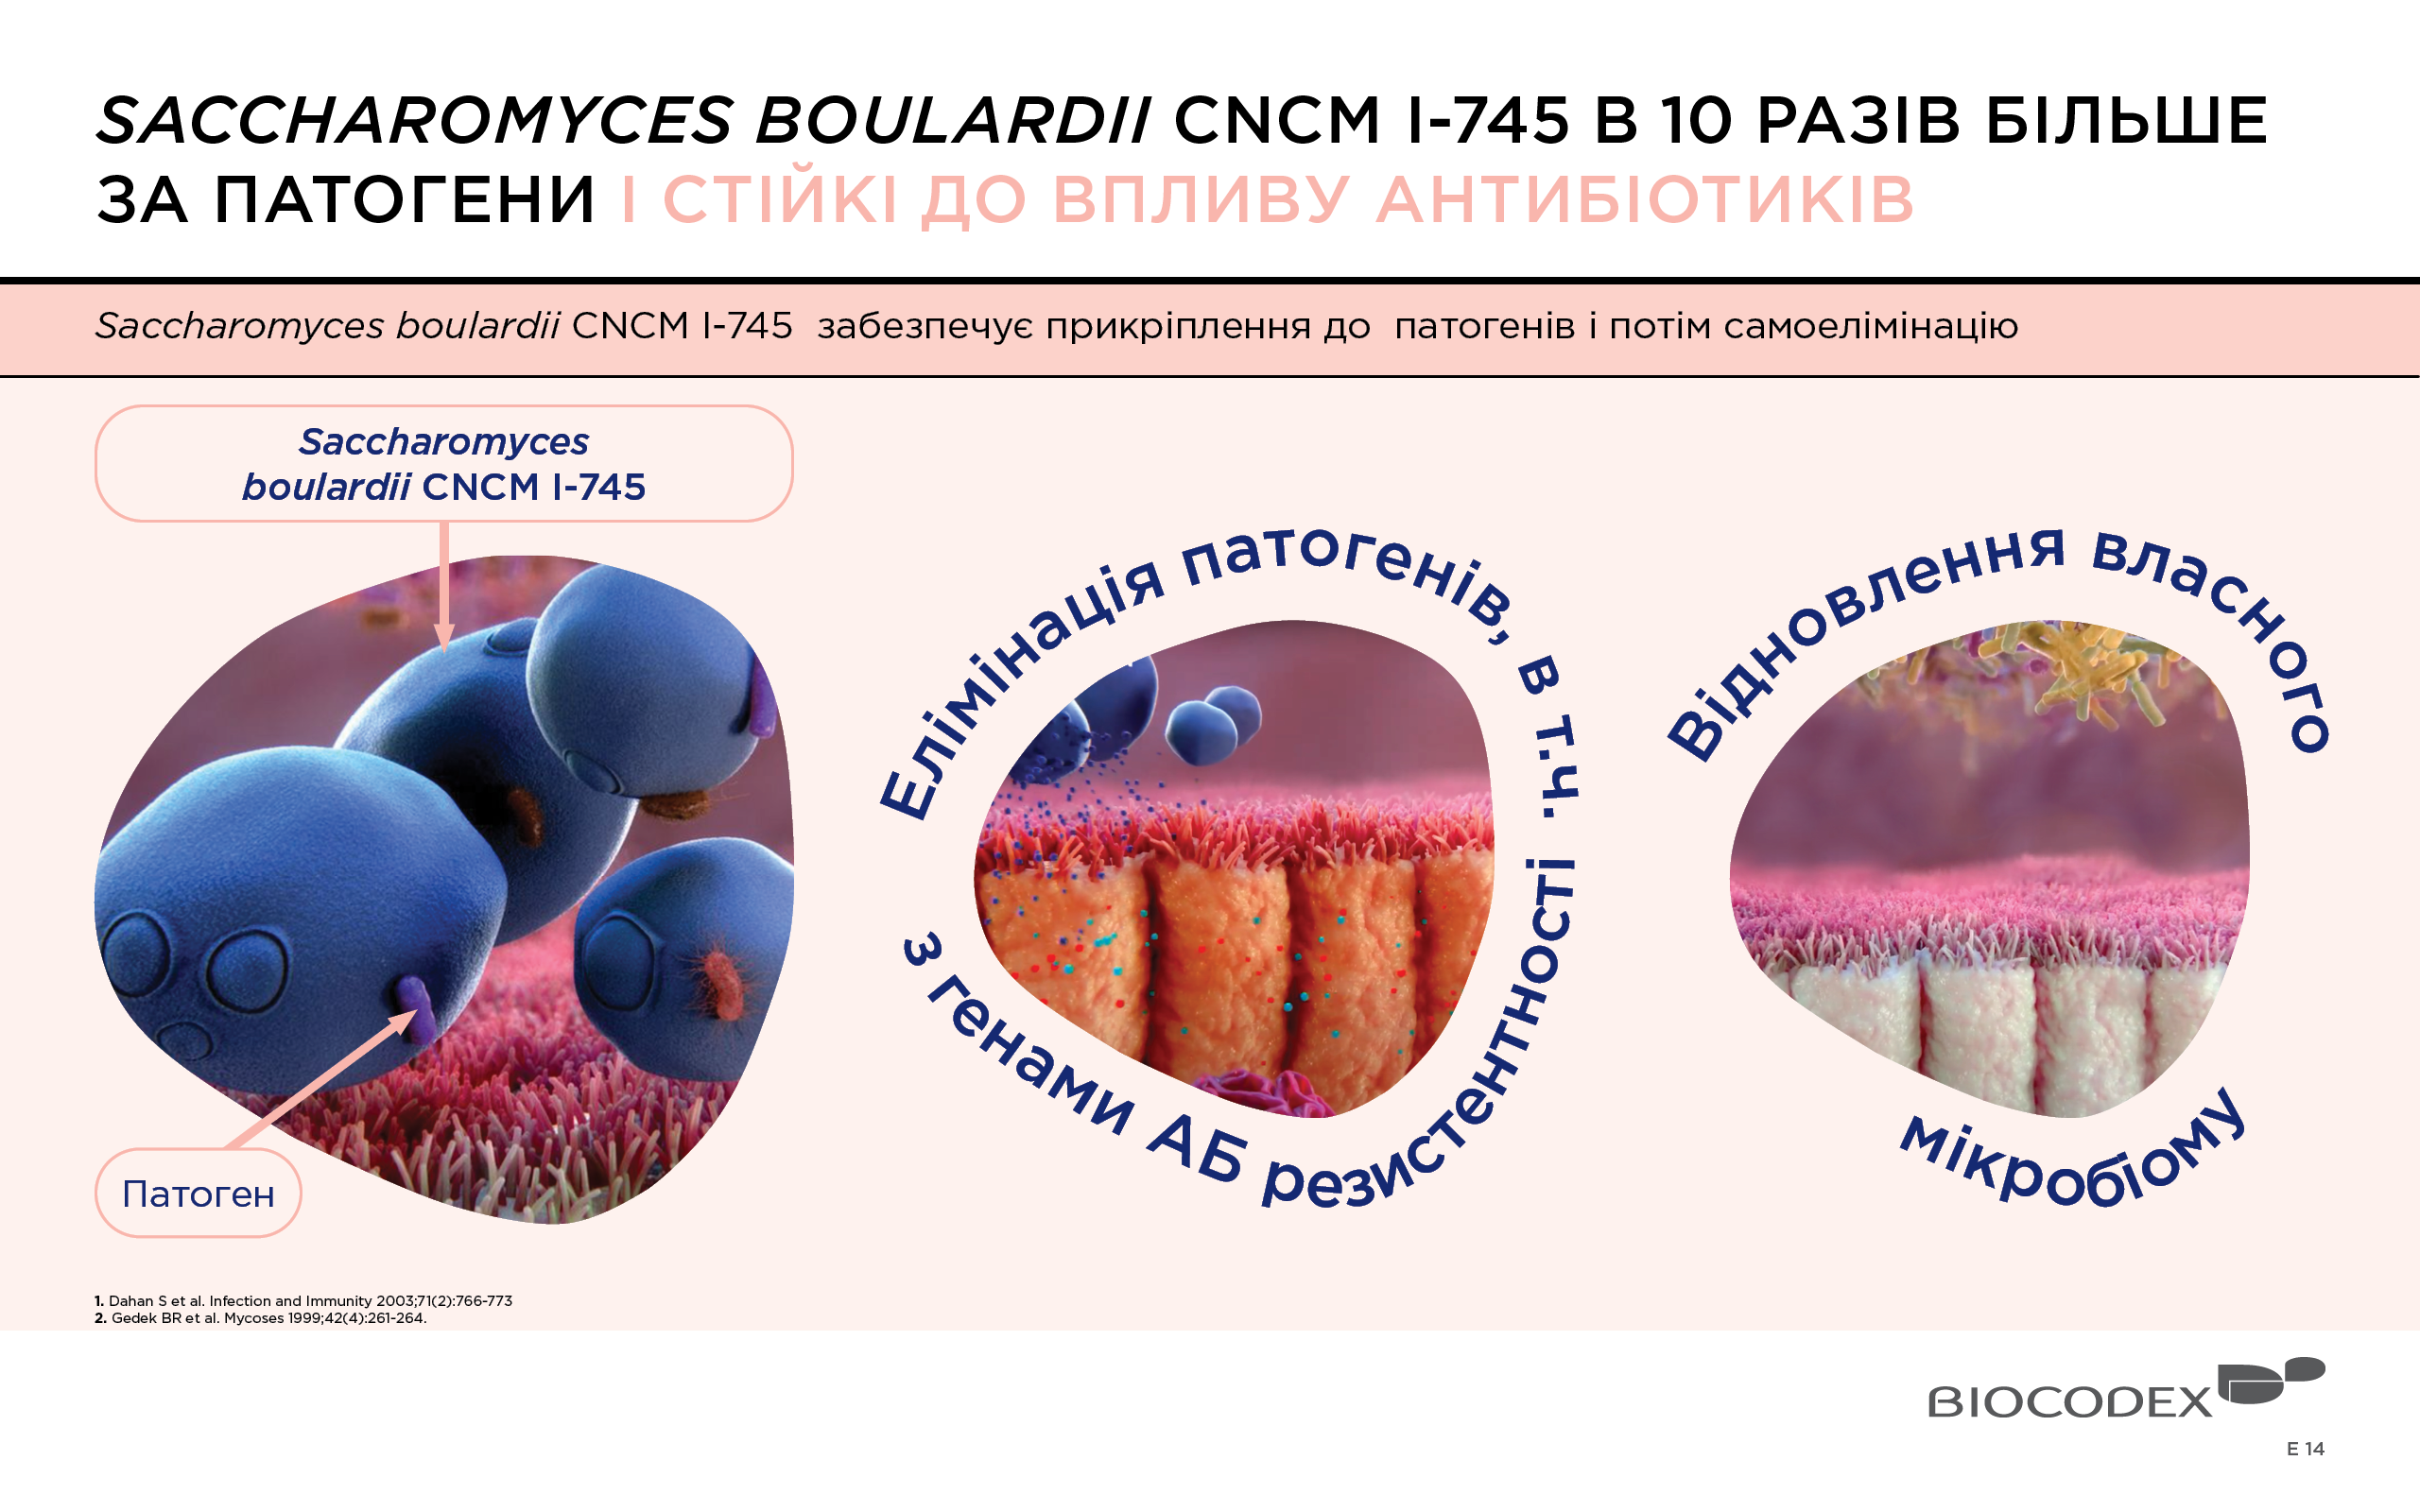 SACCHAROMYCES BOULARDII CNCM I-745 В 10 РАЗІВ БІЛЬШЕ
ЗА ПАТОГЕНИ І СТІЙКІ ДО ВПЛИВУ АНТИБІОТИКІВ
Saccharomyces boulardii CNCM I-745 забезпечує прикріплення до патогенів і потім самоелімінацію
Saccharomyces
boulardii CNCM I-745
Патоген
Елімінація патогенів, в т.ч.
з генами АБ резистентності
Відновлення власного
мікробіому
1. Dahan S et al. Infection and Immunity 2003;71(2):766-773
2. Gedek BR et al. Mycoses 1999;42(4):261-264.
BIOCODEX
E 14